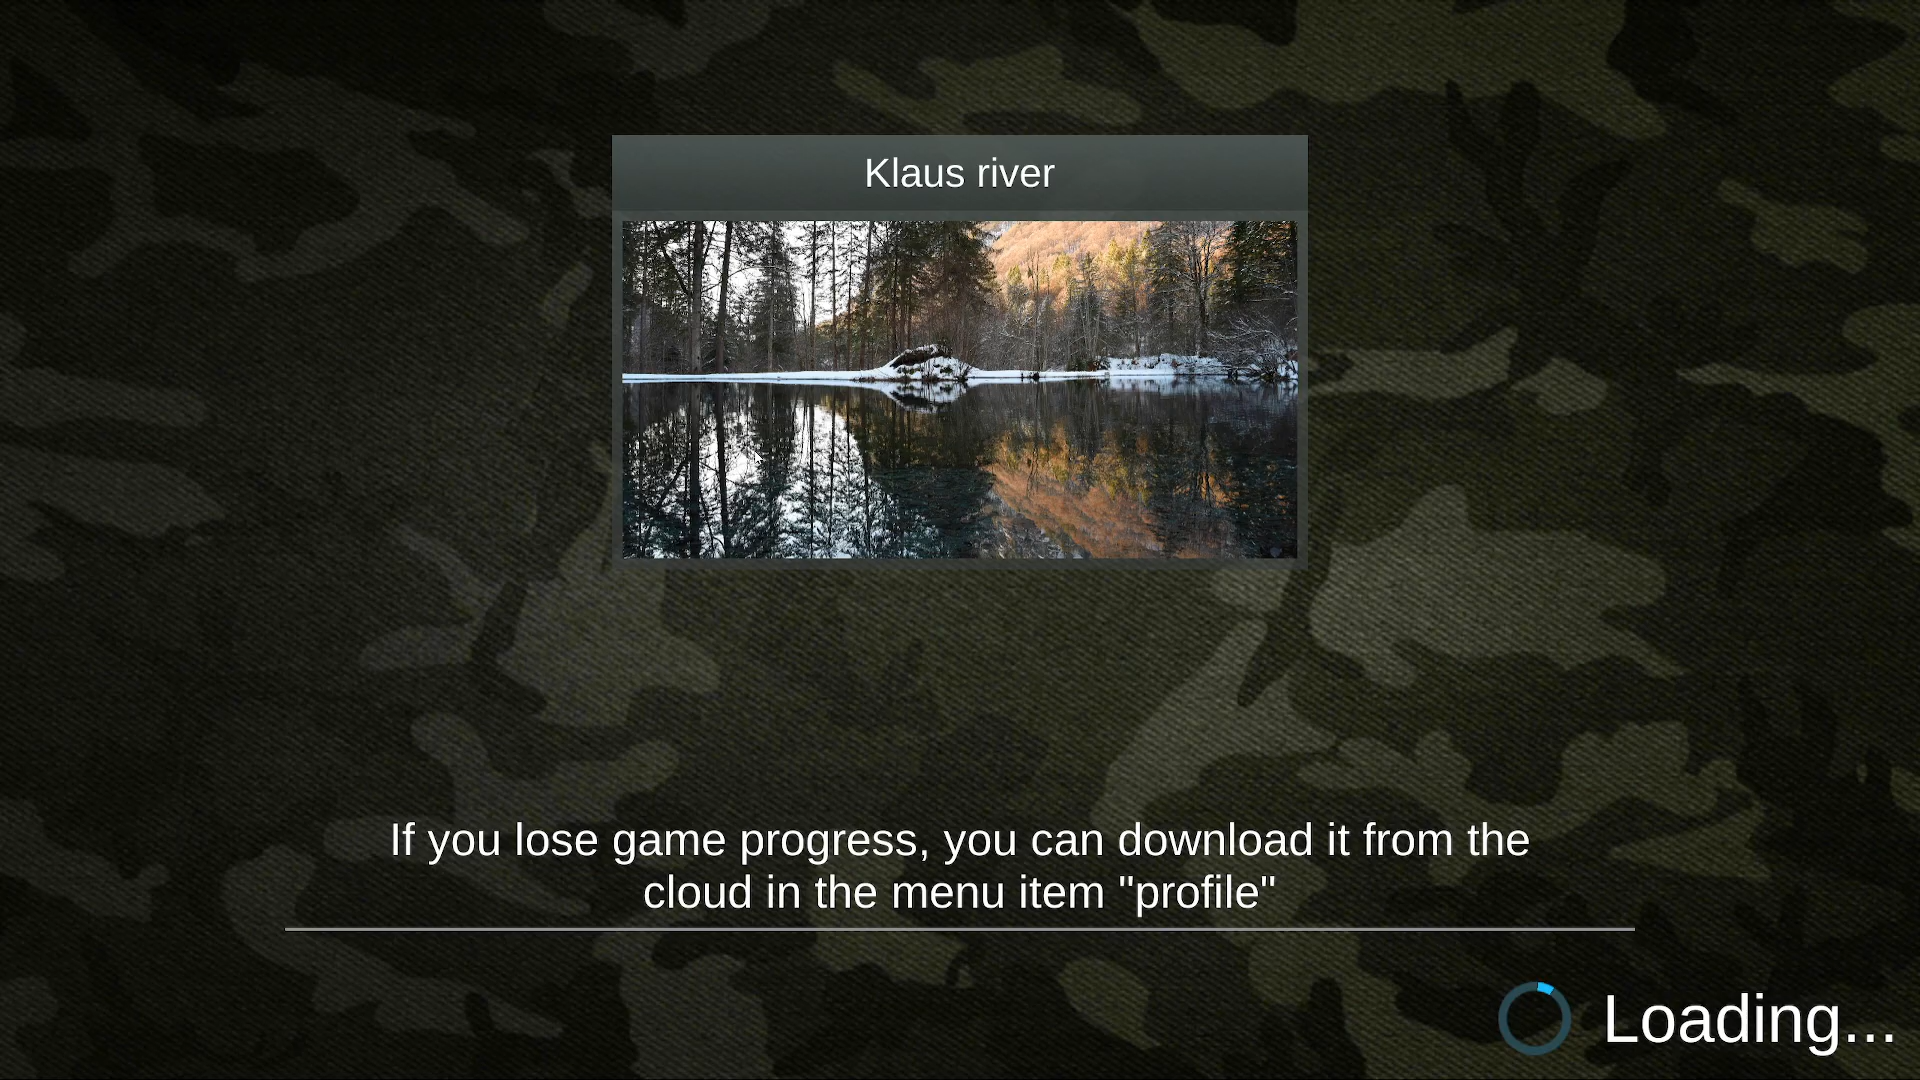 Klaus river
If you lose game progress, you can download it from the
cloud in the menu item "profile"
Loading...